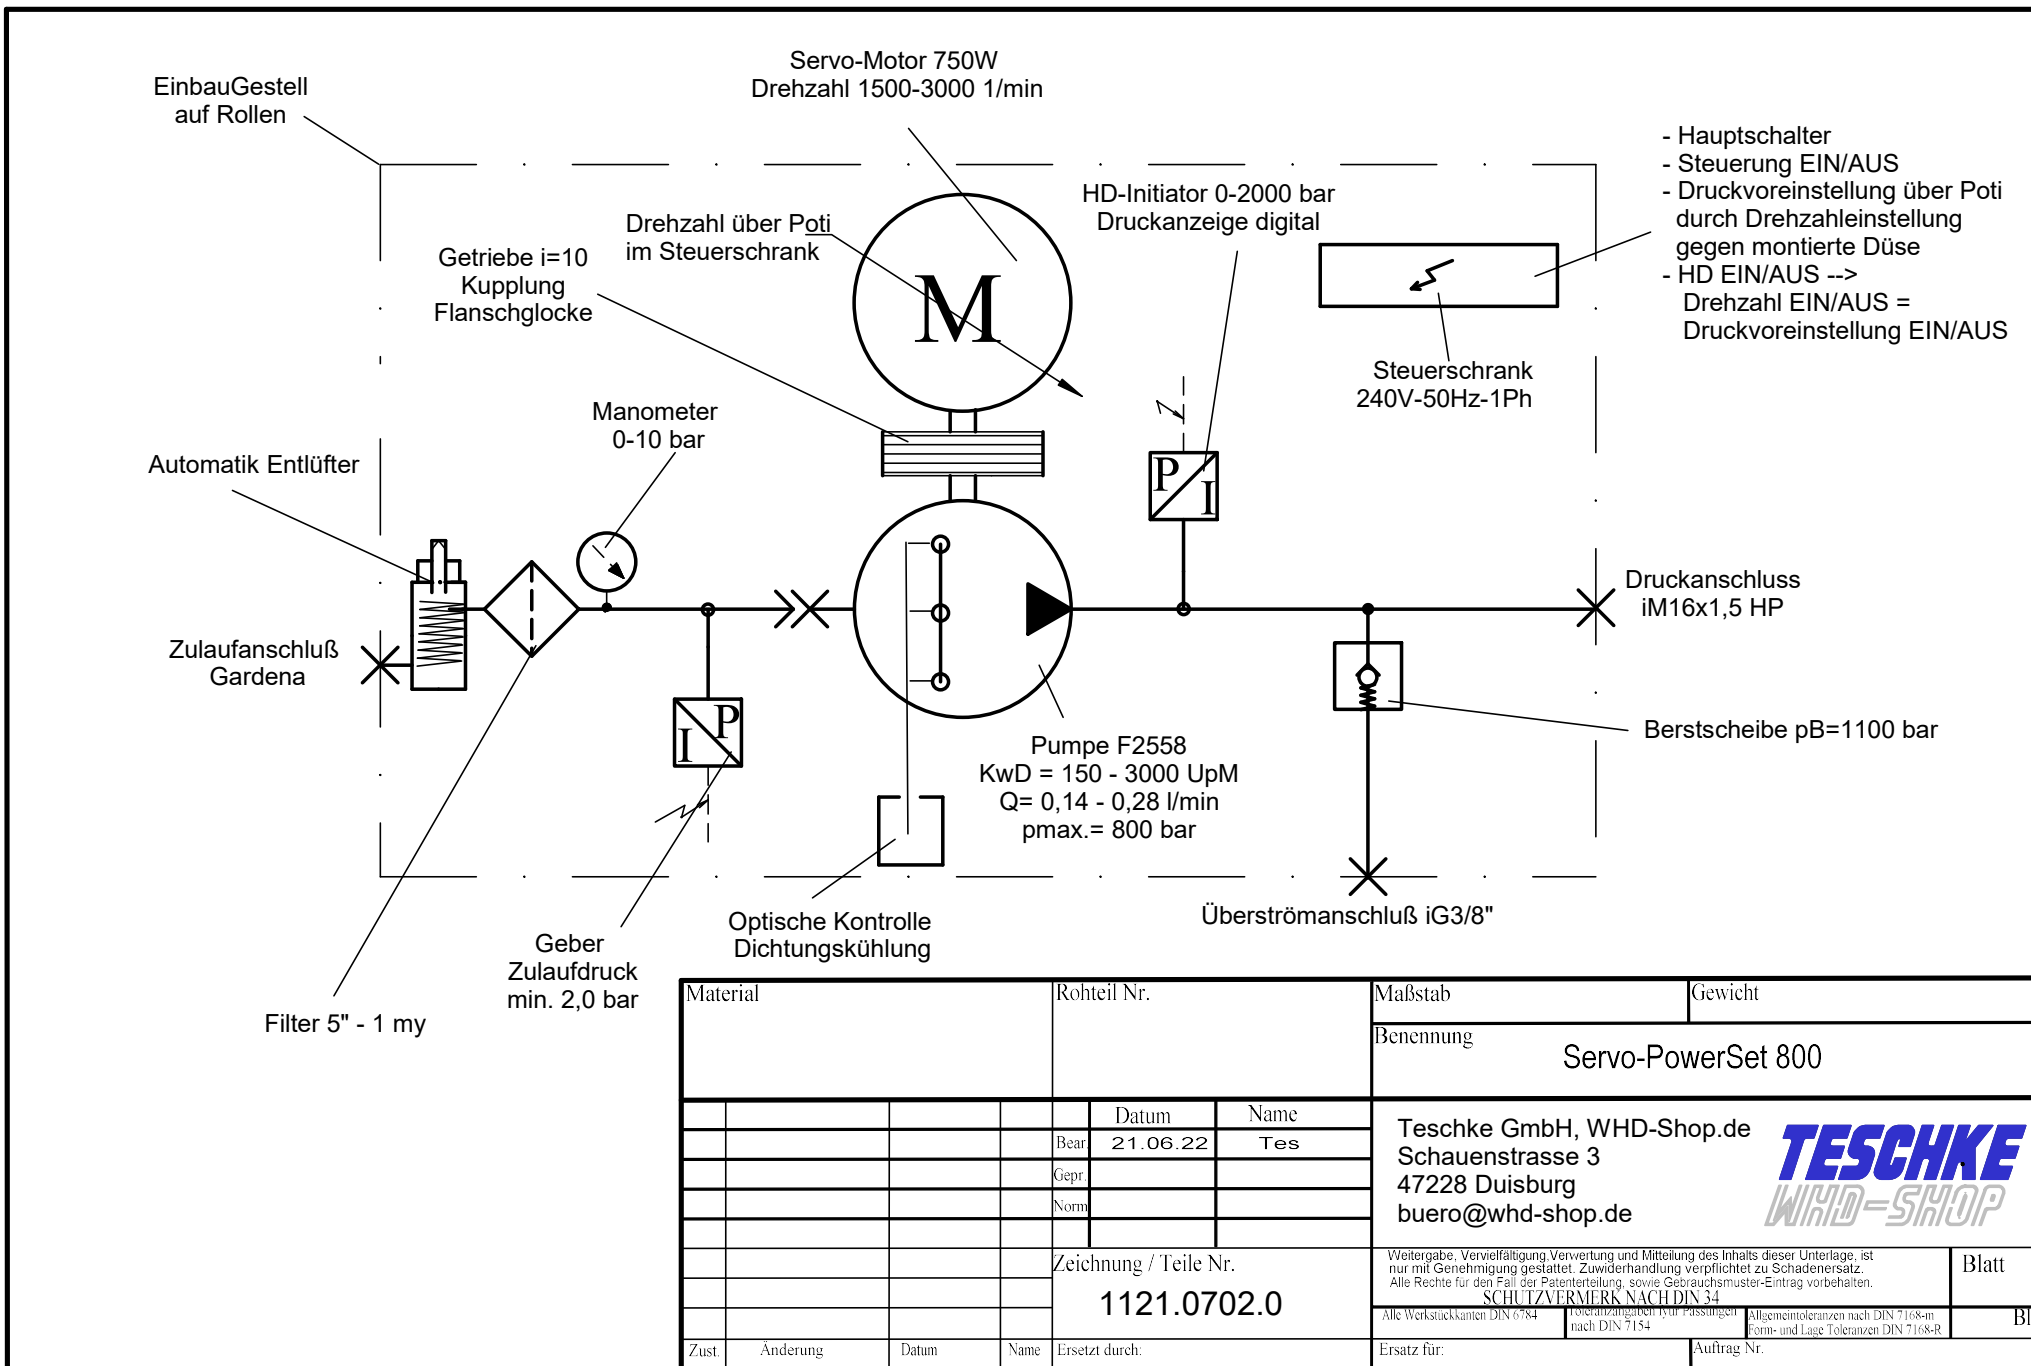 EinbauGestell
auf Rollen
Servo-Motor 750W
Drehzahl 1500-3000 1/min
- Hauptschalter
- Steuerung EIN/AUS
- Druckvoreinstellung über Poti
durch Drehzahleinstellung
gegen montierte Düse
- HD EIN/AUS -->
Drehzahl EIN/AUS =
Druckvoreinstellung EIN/AUS
HD-Initiator 0-2000 bar
Druckanzeige digital
Drehzahl über Poti
im Steuerschrank
Getriebe i=10
Kupplung
Flanschglocke
M
Steuerschrank
240V-50Hz-1Ph
Manometer
0-10 bar
Automatik Entlüfter
P
I
Druckanschluss
iM16x1,5 HP
Zulaufanschluß
Gardena
P
I
Berstscheibe pB=1100 bar
Pumpe F2558
KwD = 150 - 3000 UpM
Q= 0,14 - 0,28 l/min
pmax.= 800 bar
Überströmanschluß iG3/8"
Optische Kontrolle
Dichtungskühlung
Geber
Zulaufdruck
min. 2,0 bar
Filter 5" - 1 my
Material
Rohteil Nr.
Maßstab
Gewicht
Benennung
Servo-PowerSet 800
Datum
Name
Bear.
21.06.22
Tes
Gepr.
Norm
Teschke GmbH, WHD-Shop.de
Schauenstrasse 3
47228 Duisburg
buero@whd-shop.de
TESCHKE
WHD-SHOP
Zeichnung / Teile Nr.
1121.0702.0
Weitergabe, Vervielfältigung,Verwertung und Mitteilung des Inhalts dieser Unterlage, ist
nur mit Genehmigung gestattet. Zuwiderhandlung verpflichtet zu Schadenersatz.
Alle Rechte für den Fall der Patenterteilung, sowie Gebrauchsmuster-Eintrag vorbehalten.
SCHUTZVERMERK NACH DIN 34
Blatt
Alle Werkstückkanten DIN 6784
Toleranzangaben Passungen
nach DIN 7154
Allgemeintoleranzen nach DIN 7168-m
Form- und Lage Toleranzen DIN 7168-R
Bl
Zust.
Änderung
Datum
Name
Ersetzt durch:
Ersatz für:
Auftrag Nr.